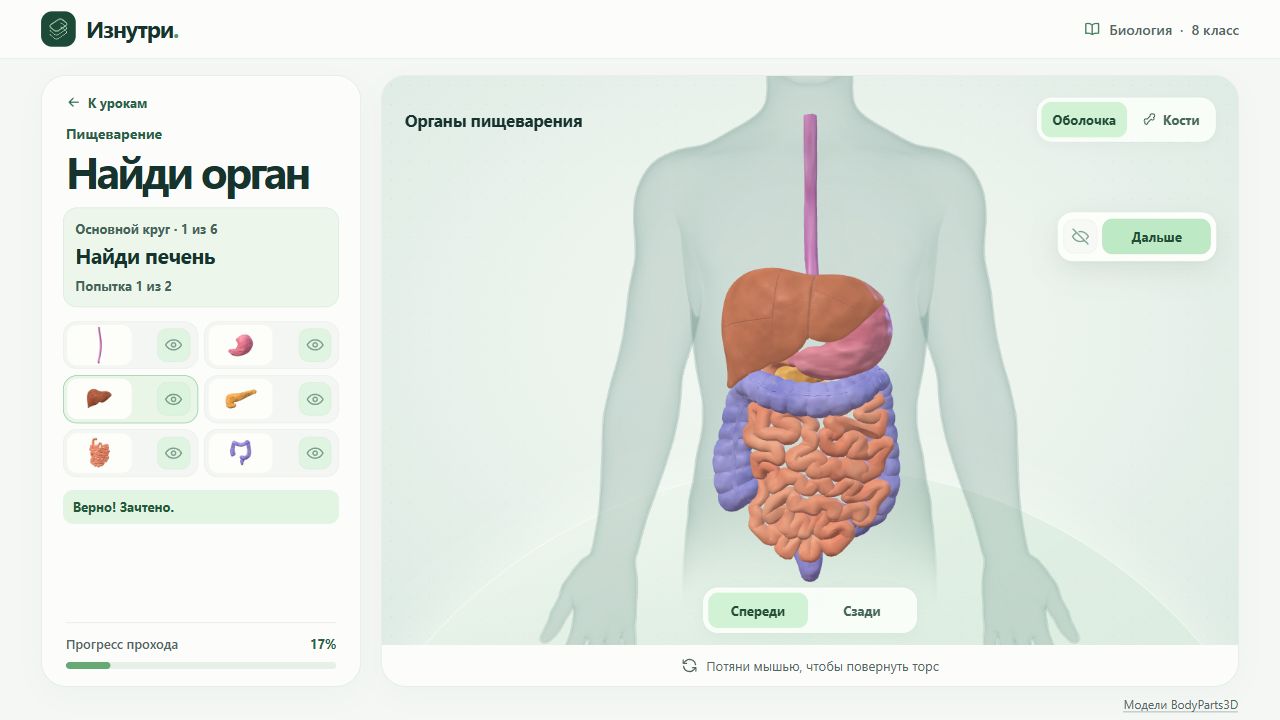 Изнутри.
Биология · 8 класс
К урокам
Пищеварение
Найди орган
Основной круг · 1 из 6
Найди печень
Попытка 1 из 2
Верно! Зачтено.
Прогресс прохода 17%
Органы пищеварения
Оболочка Кости
Дальше
Спереди Сзади
Потяни мышью, чтобы повернуть торс
Модели BodyParts3D